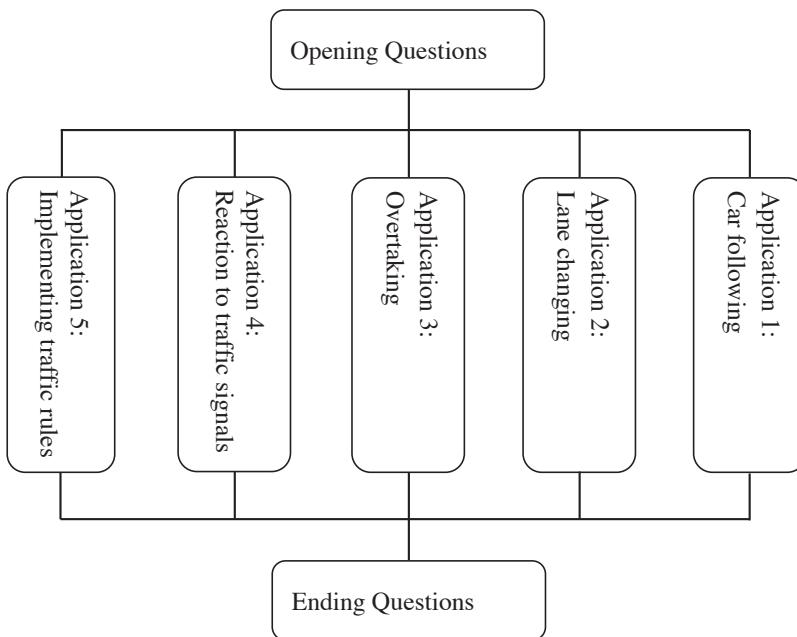 Opening Questions
Application 5:
Implementing traffic rules
Application 4:
Reaction to traffic signals
Application 3:
Overtaking
Application 2:
Lane changing
Application 1:
Car following
Ending Questions